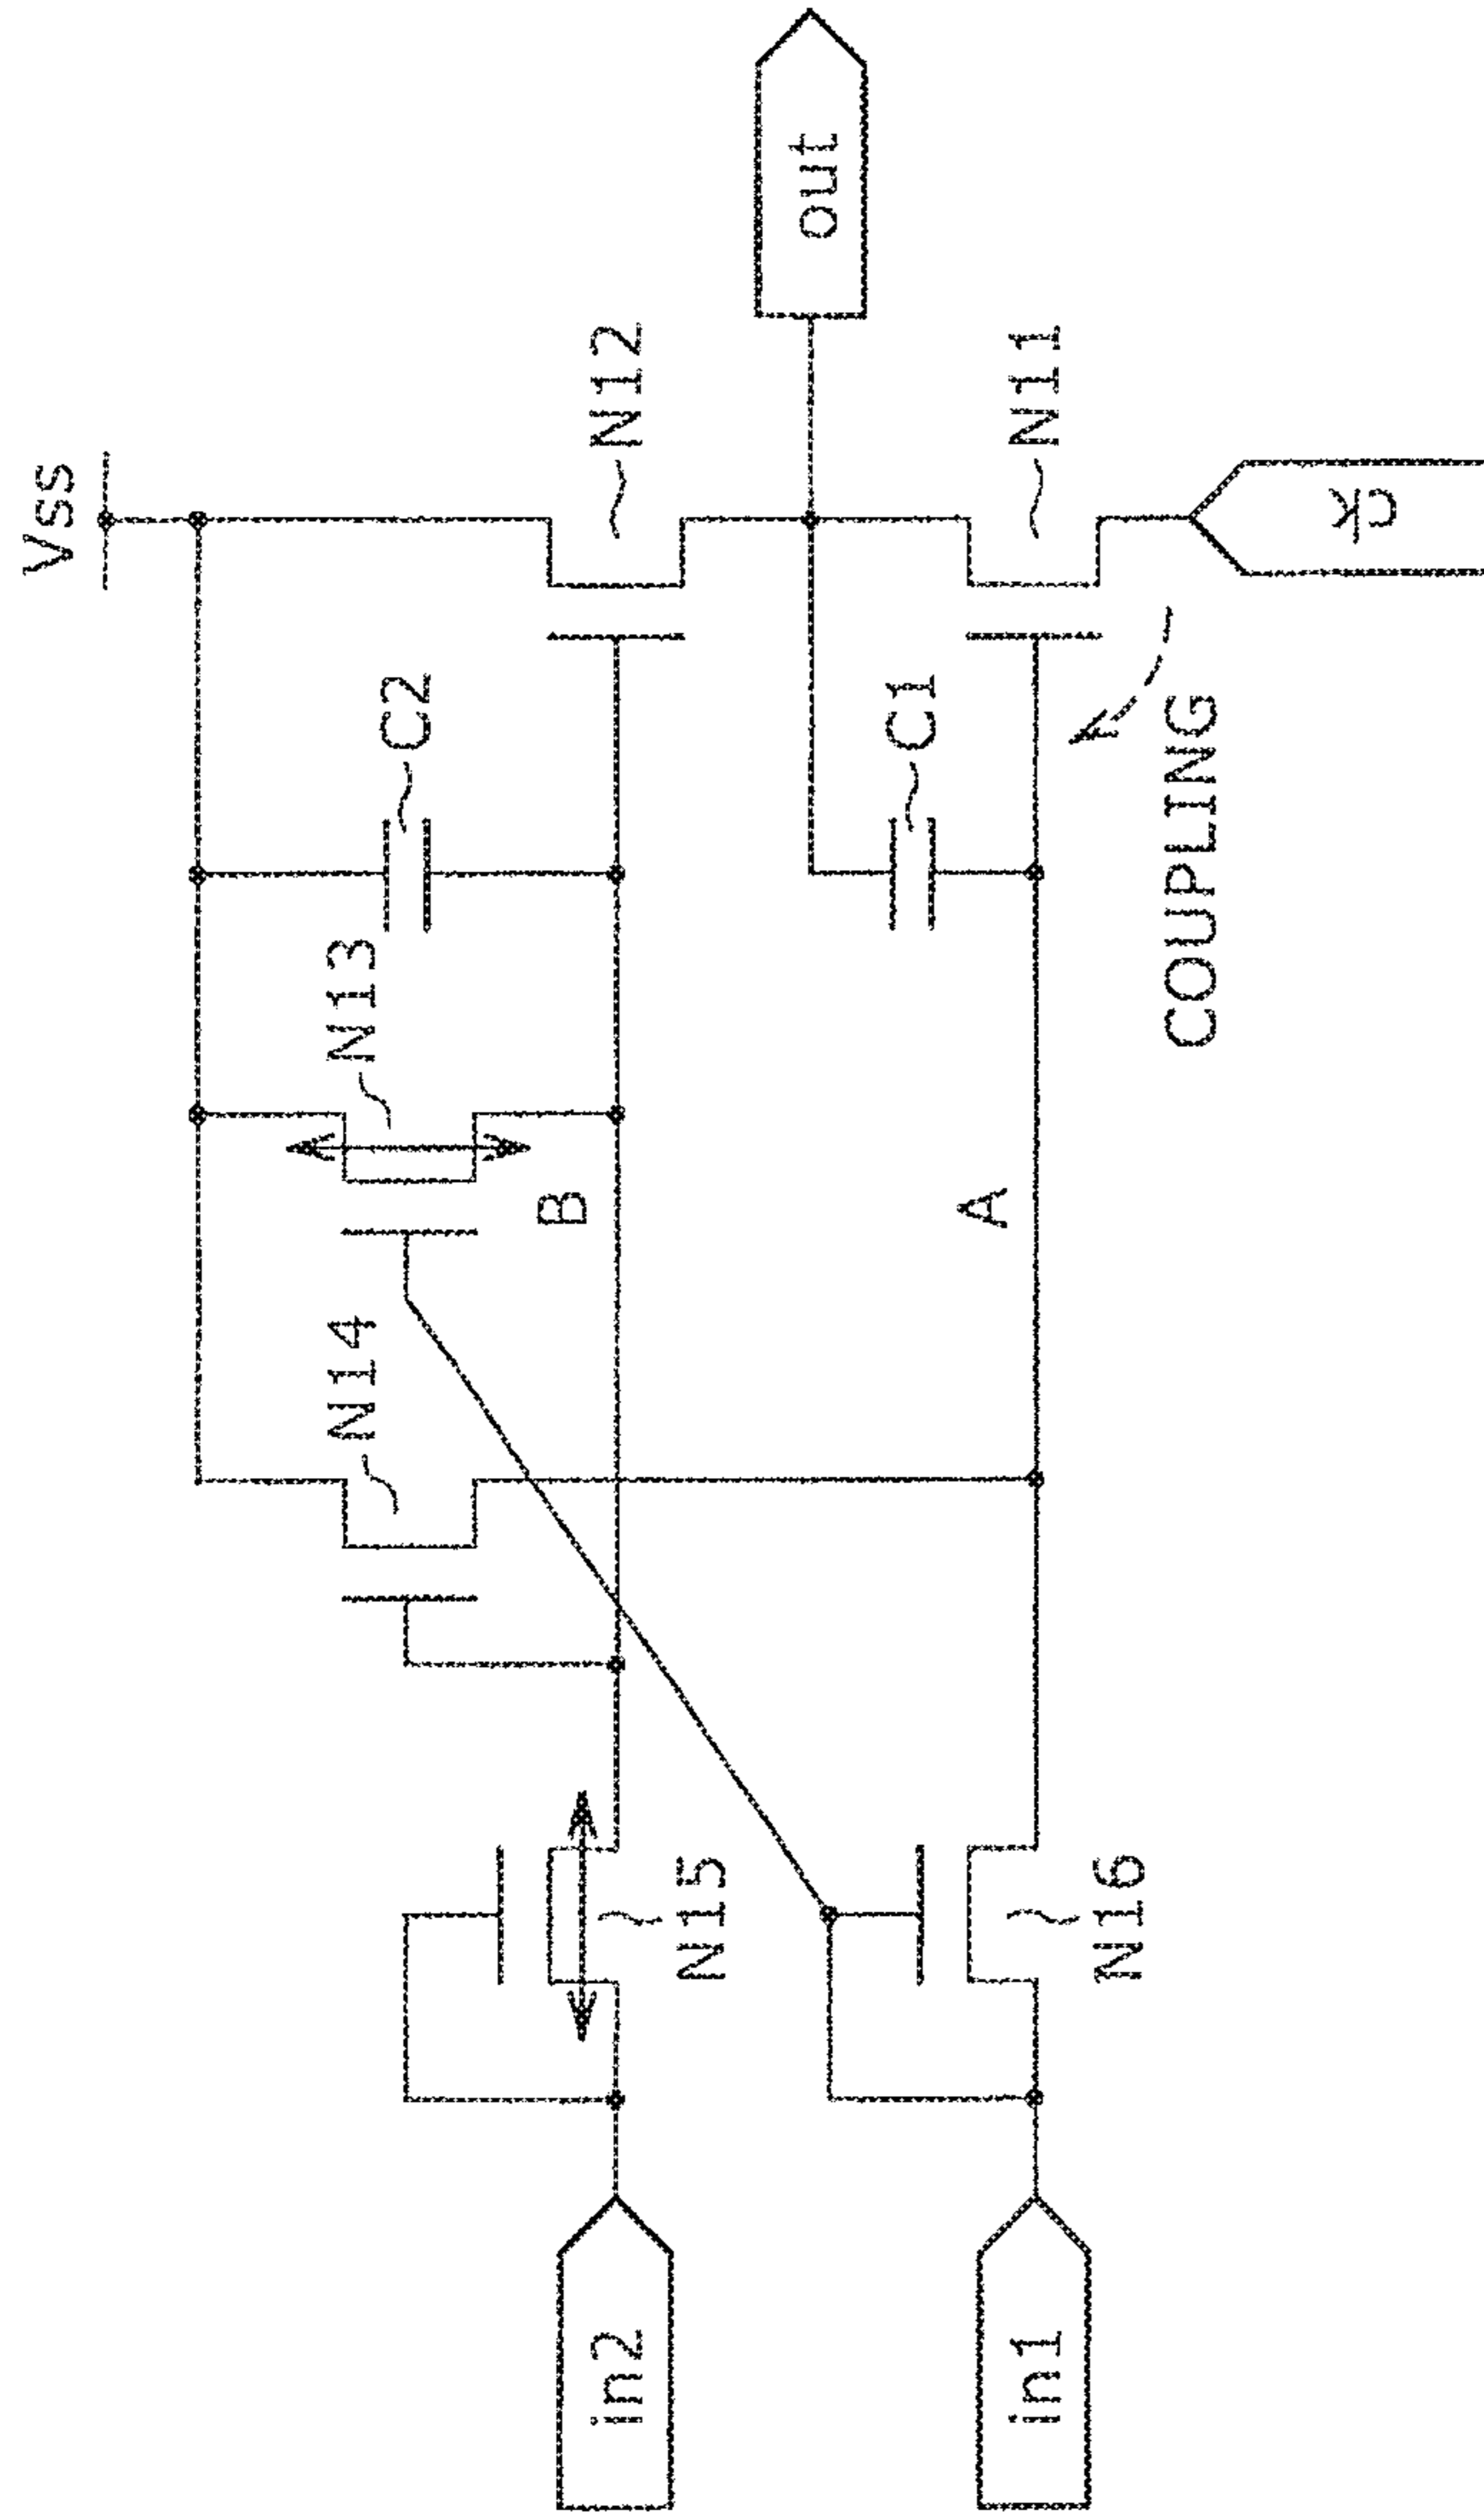 Vss
out
N12
N11
ck
C2
C1
COUPLING
N13
B
A
N14
N15
N16
in2
in1